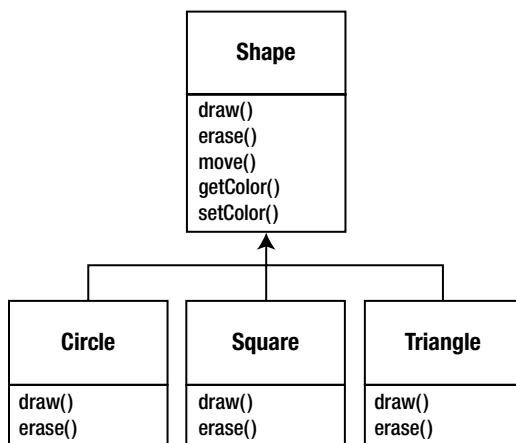 Shape
draw()
erase()
move()
getColor()
setColor()
Circle
draw()
erase()
Square
draw()
erase()
Triangle
draw()
erase()